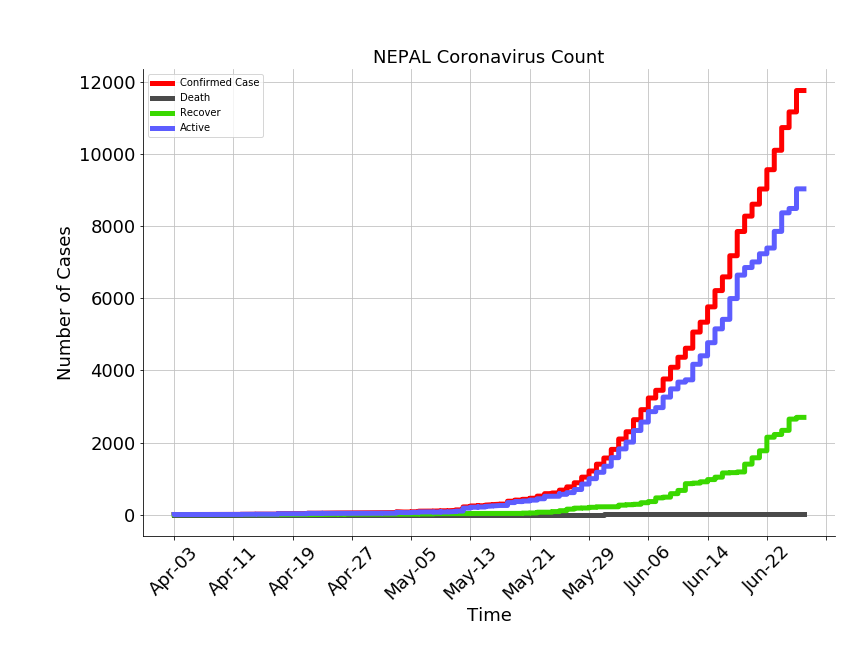 NEPAL Coronavirus Count
Confirmed Case
Death
Recover
Active
12000
10000
8000
6000
4000
2000
0
Number of Cases
Apr-03
Apr-11
Apr-19
Apr-27
May-05
May-13
May-21
May-29
Jun-06
Jun-14
Jun-22
Time